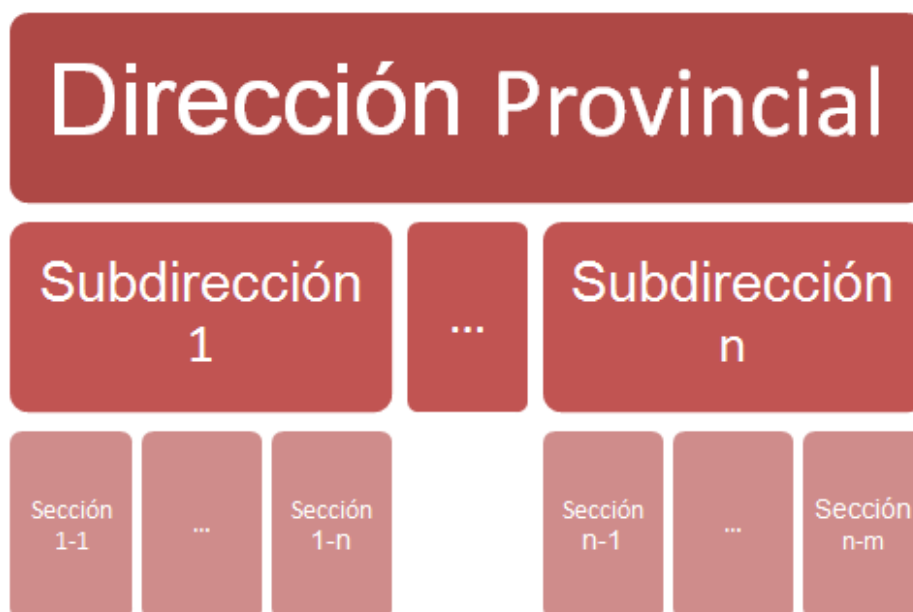 Dirección Provincial
Subdirección
1
...
Subdirección
n
Sección
1-1
...
Sección
1-n
Sección
n-1
...
Sección
n-m